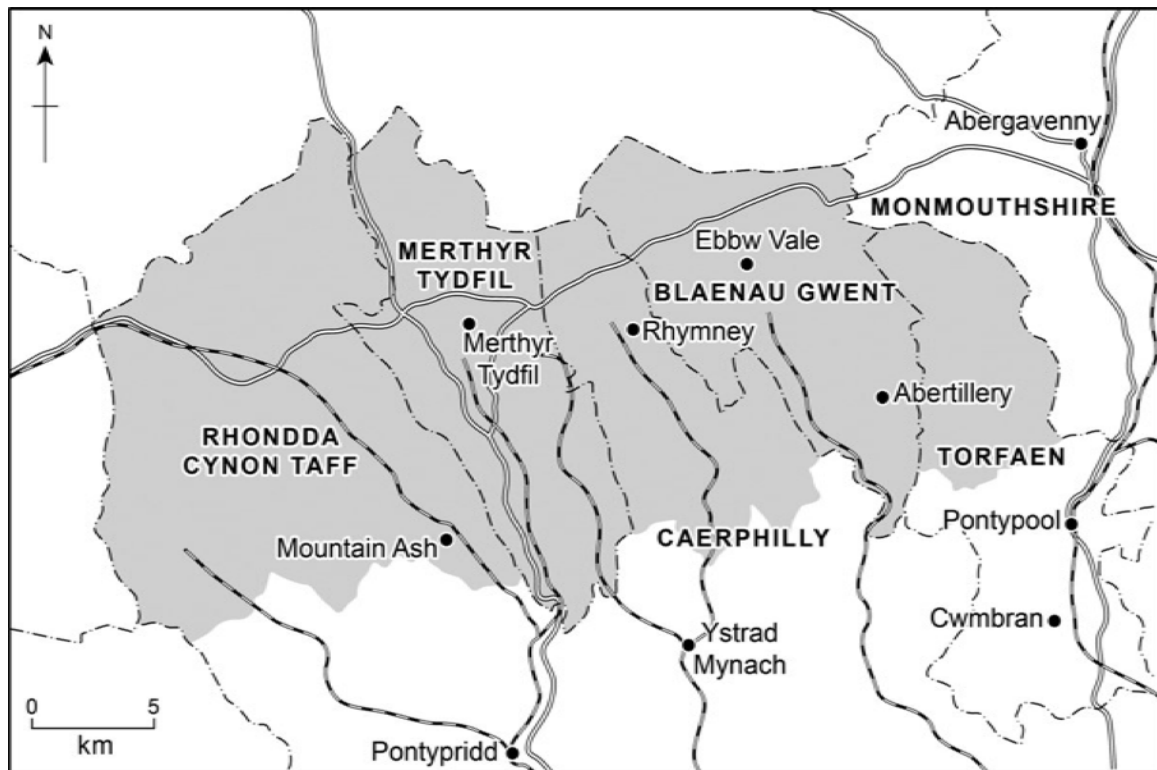 N
Abergavenny
MONMOUTHSHIRE
MERTHYR
TYDFIL
Ebbw Vale
BLAENAU GWENT
Merthyr
Tydfil
Rhymney
Abertillery
RHONDDA
CYNON TAFF
TORFAEN
Pontypool
Mountain Ash
CAERPHILLY
Cwmbran
Ystrad
Mynach
0 5
km
Pontypridd